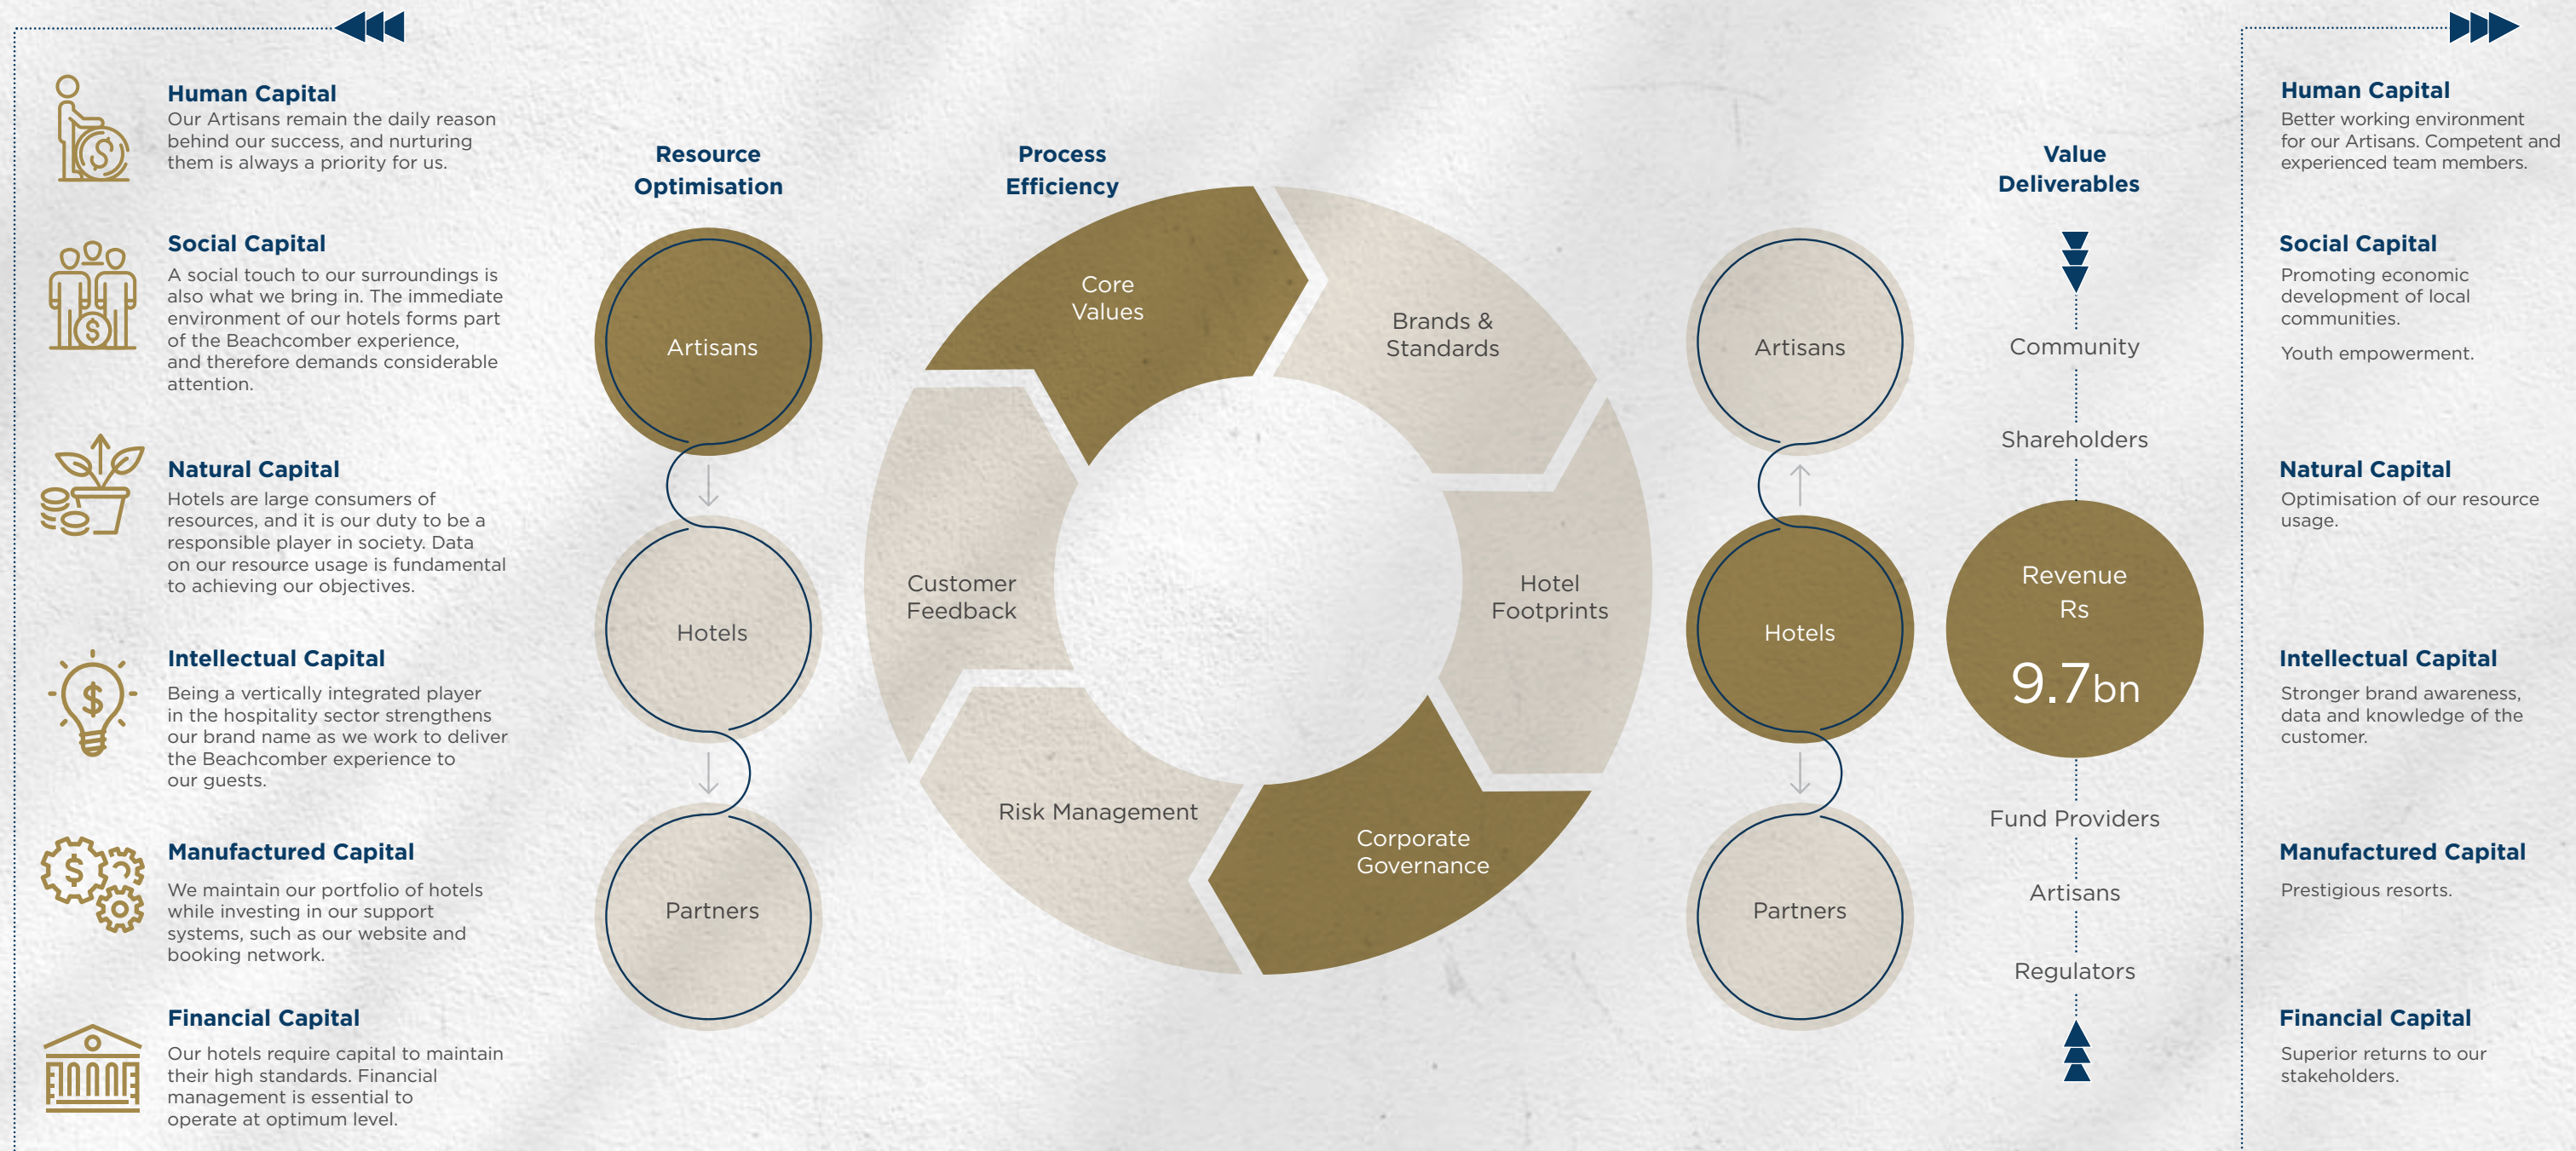 Human Capital
Our Artisans remain the daily reason
behind our success, and nurturing
them is always a priority for us.
Social Capital
A social touch to our surroundings is
also what we bring in. The immediate
environment of our hotels forms part
of the Beachcomber experience,
and therefore demands considerable
attention.
Natural Capital
Hotels are large consumers of
resources, and it is our duty to be a
responsible player in society. Data
on our resource usage is fundamental
to achieving our objectives.
Intellectual Capital
Being a vertically integrated player
in the hospitality sector strengthens
our brand name as we work to deliver
the Beachcomber experience to
our guests.
Manufactured Capital
We maintain our portfolio of hotels
while investing in our support
systems, such as our website and
booking network.
Financial Capital
Our hotels require capital to maintain
their high standards. Financial
management is essential to
operate at optimum level.
Resource
Optimisation
Artisans
Hotels
Partners
Process
Efficiency
Core
Values
Brands &
Standards
Hotel
Footprints
Corporate
Governance
Risk Management
Customer
Feedback
Artisans
Hotels
Partners
Value
Deliverables
Community
Shareholders
Revenue
Rs
9.7bn
Fund Providers
Artisans
Regulators
Human Capital
Better working environment
for our Artisans. Competent and
experienced team members.
Social Capital
Promoting economic
development of local
communities.
Youth empowerment.
Natural Capital
Optimisation of our resource
usage.
Intellectual Capital
Stronger brand awareness,
data and knowledge of the
customer.
Manufactured Capital
Prestigious resorts.
Financial Capital
Superior returns to our
stakeholders.